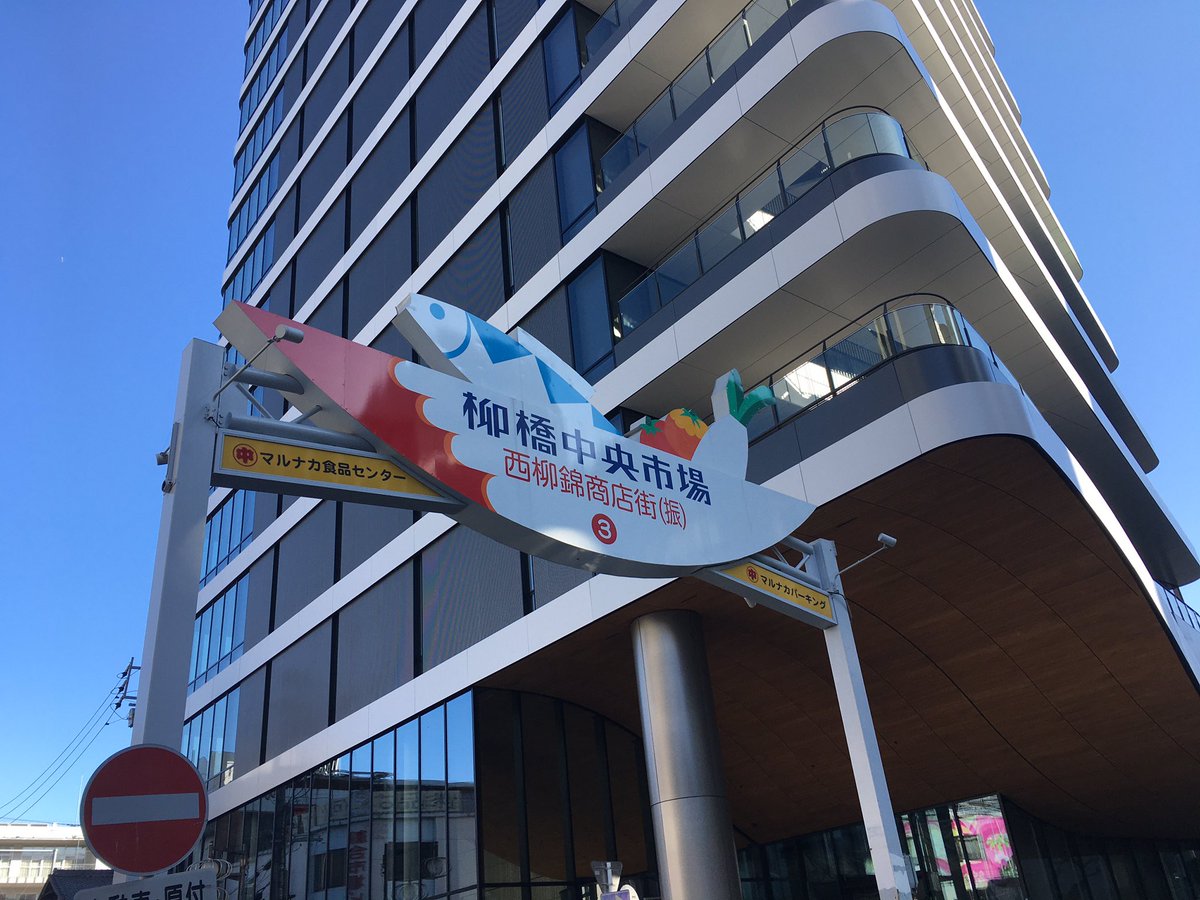 柳橋中央市場
西柳錦商店街(振)
3
中 マルナカ食品センター
中 マルナカパーキング